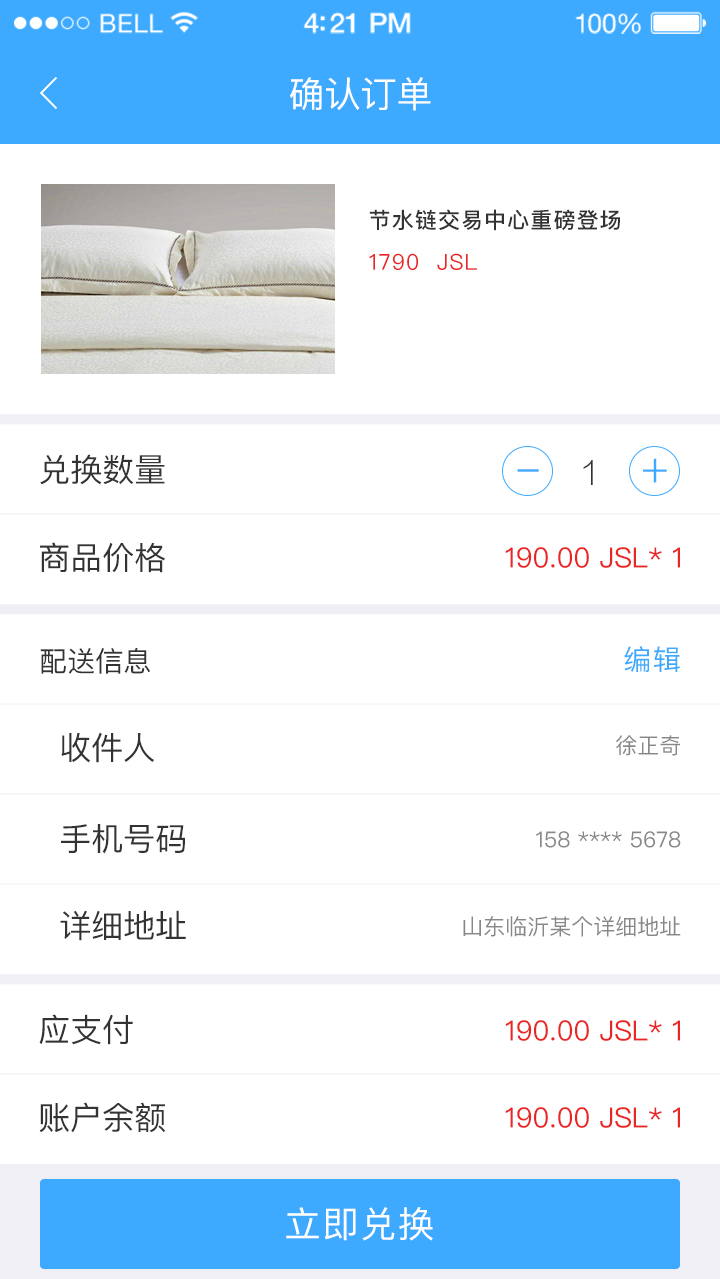 BELL 4:21 PM 100%
确认订单
节水链交易中心重磅登场
1790 JSL
兑换数量 1
商品价格 190.00 JSL* 1
配送信息 编辑
收件人 徐正奇
手机号码 158 **** 5678
详细地址 山东临沂某个详细地址
应支付 190.00 JSL* 1
账户余额 190.00 JSL* 1
立即兑换